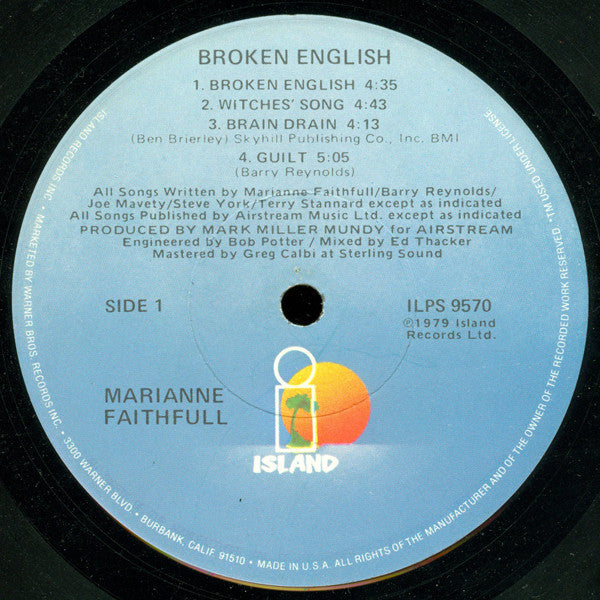 BROKEN ENGLISH
1. BROKEN ENGLISH 4:35
2. WITCHES' SONG 4:43
3. BRAIN DRAIN 4:13
(Ben Brierley) Skyhill Publishing Co., Inc. BMI
4. GUILT 5:05
(Barry Reynolds)
All Songs Written by Marianne Faithfull/Barry Reynolds/
Joe Mavety/Steve York/Terry Stannard except as indicated
All Songs Published by Airstream Music Ltd. except as indicated
PRODUCED BY MARK MILLER MUNDY for AIRSTREAM
Engineered by Bob Potter / Mixed by Ed Thacker
Mastered by Greg Calbi at Sterling Sound
SIDE 1
ILPS 9570
℗1979 Island
Records Ltd.
MARIANNE
FAITHFULL
i
ISLAND
ISLAND RECORDS INC. MARKETED BY WARNER BROS. RECORDS INC. • 3300 WARNER BLVD. • BURBANK, CALIF. 91510 • MADE IN U.S.A. ALL RIGHTS OF THE MANUFACTURER AND OF THE OWNER OF THE RECORDED WORK RESERVED. • TM USED UNDER LICENSE.